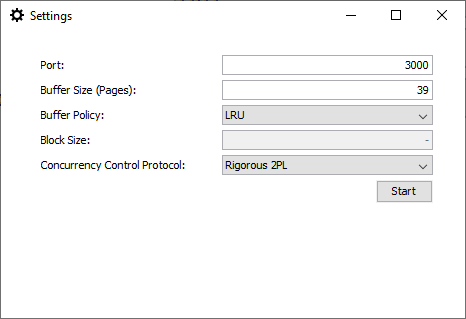 Settings
Port: 3000
Buffer Size (Pages): 39
Buffer Policy: LRU
Block Size: -
Concurrency Control Protocol: Rigorous 2PL
Start